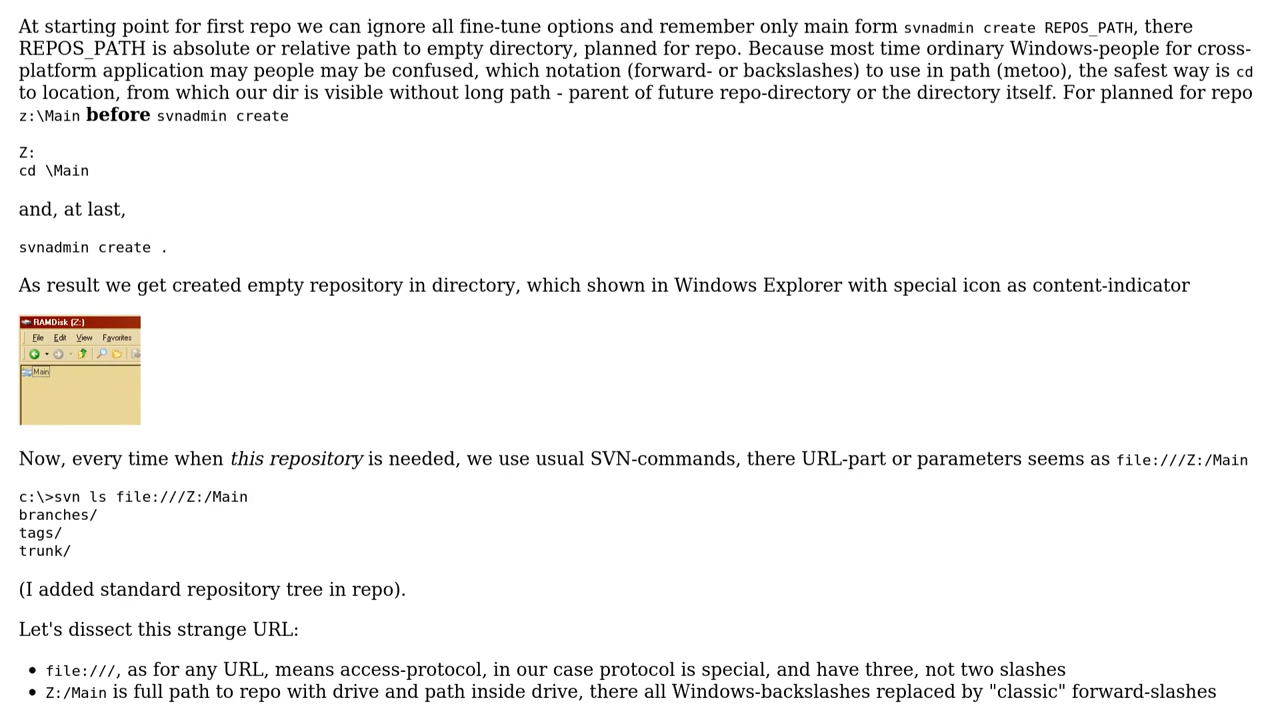 At starting point for first repo we can ignore all fine-tune options and remember only main form svnadmin create REPOS_PATH, there
REPOS_PATH is absolute or relative path to empty directory, planned for repo. Because most time ordinary Windows-people for cross-
platform application may people may be confused, which notation (forward- or backslashes) to use in path (metoo), the safest way is cd
to location, from which our dir is visible without long path - parent of future repo-directory or the directory itself. For planned for repo
z:\Main before svnadmin create
Z:
cd \Main
and, at last,
svnadmin create .
As result we get created empty repository in directory, which shown in Windows Explorer with special icon as content-indicator
RAMDisk (Z:)
File Edit View Favorites
Main
Now, every time when this repository is needed, we use usual SVN-commands, there URL-part or parameters seems as file:///Z:/Main
c:\>svn ls file:///Z:/Main
branches/
tags/
trunk/
(I added standard repository tree in repo).
Let's dissect this strange URL:
• file:///, as for any URL, means access-protocol, in our case protocol is special, and have three, not two slashes
• Z:/Main is full path to repo with drive and path inside drive, there all Windows-backslashes replaced by "classic" forward-slashes